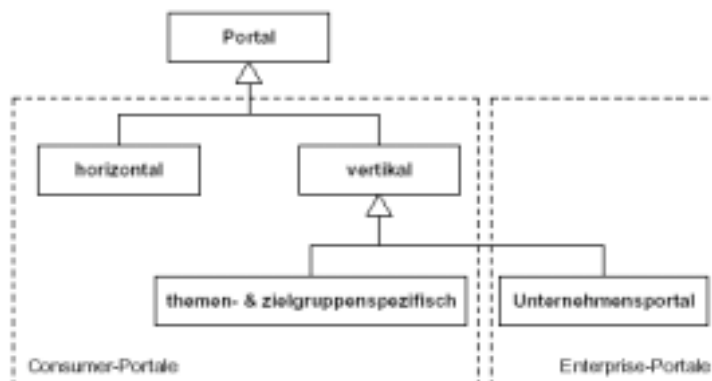 Portal
horizontal
vertikal
themen- & zielgruppenspezifisch
Unternehmensportal
Consumer-Portale
Enterprise-Portale